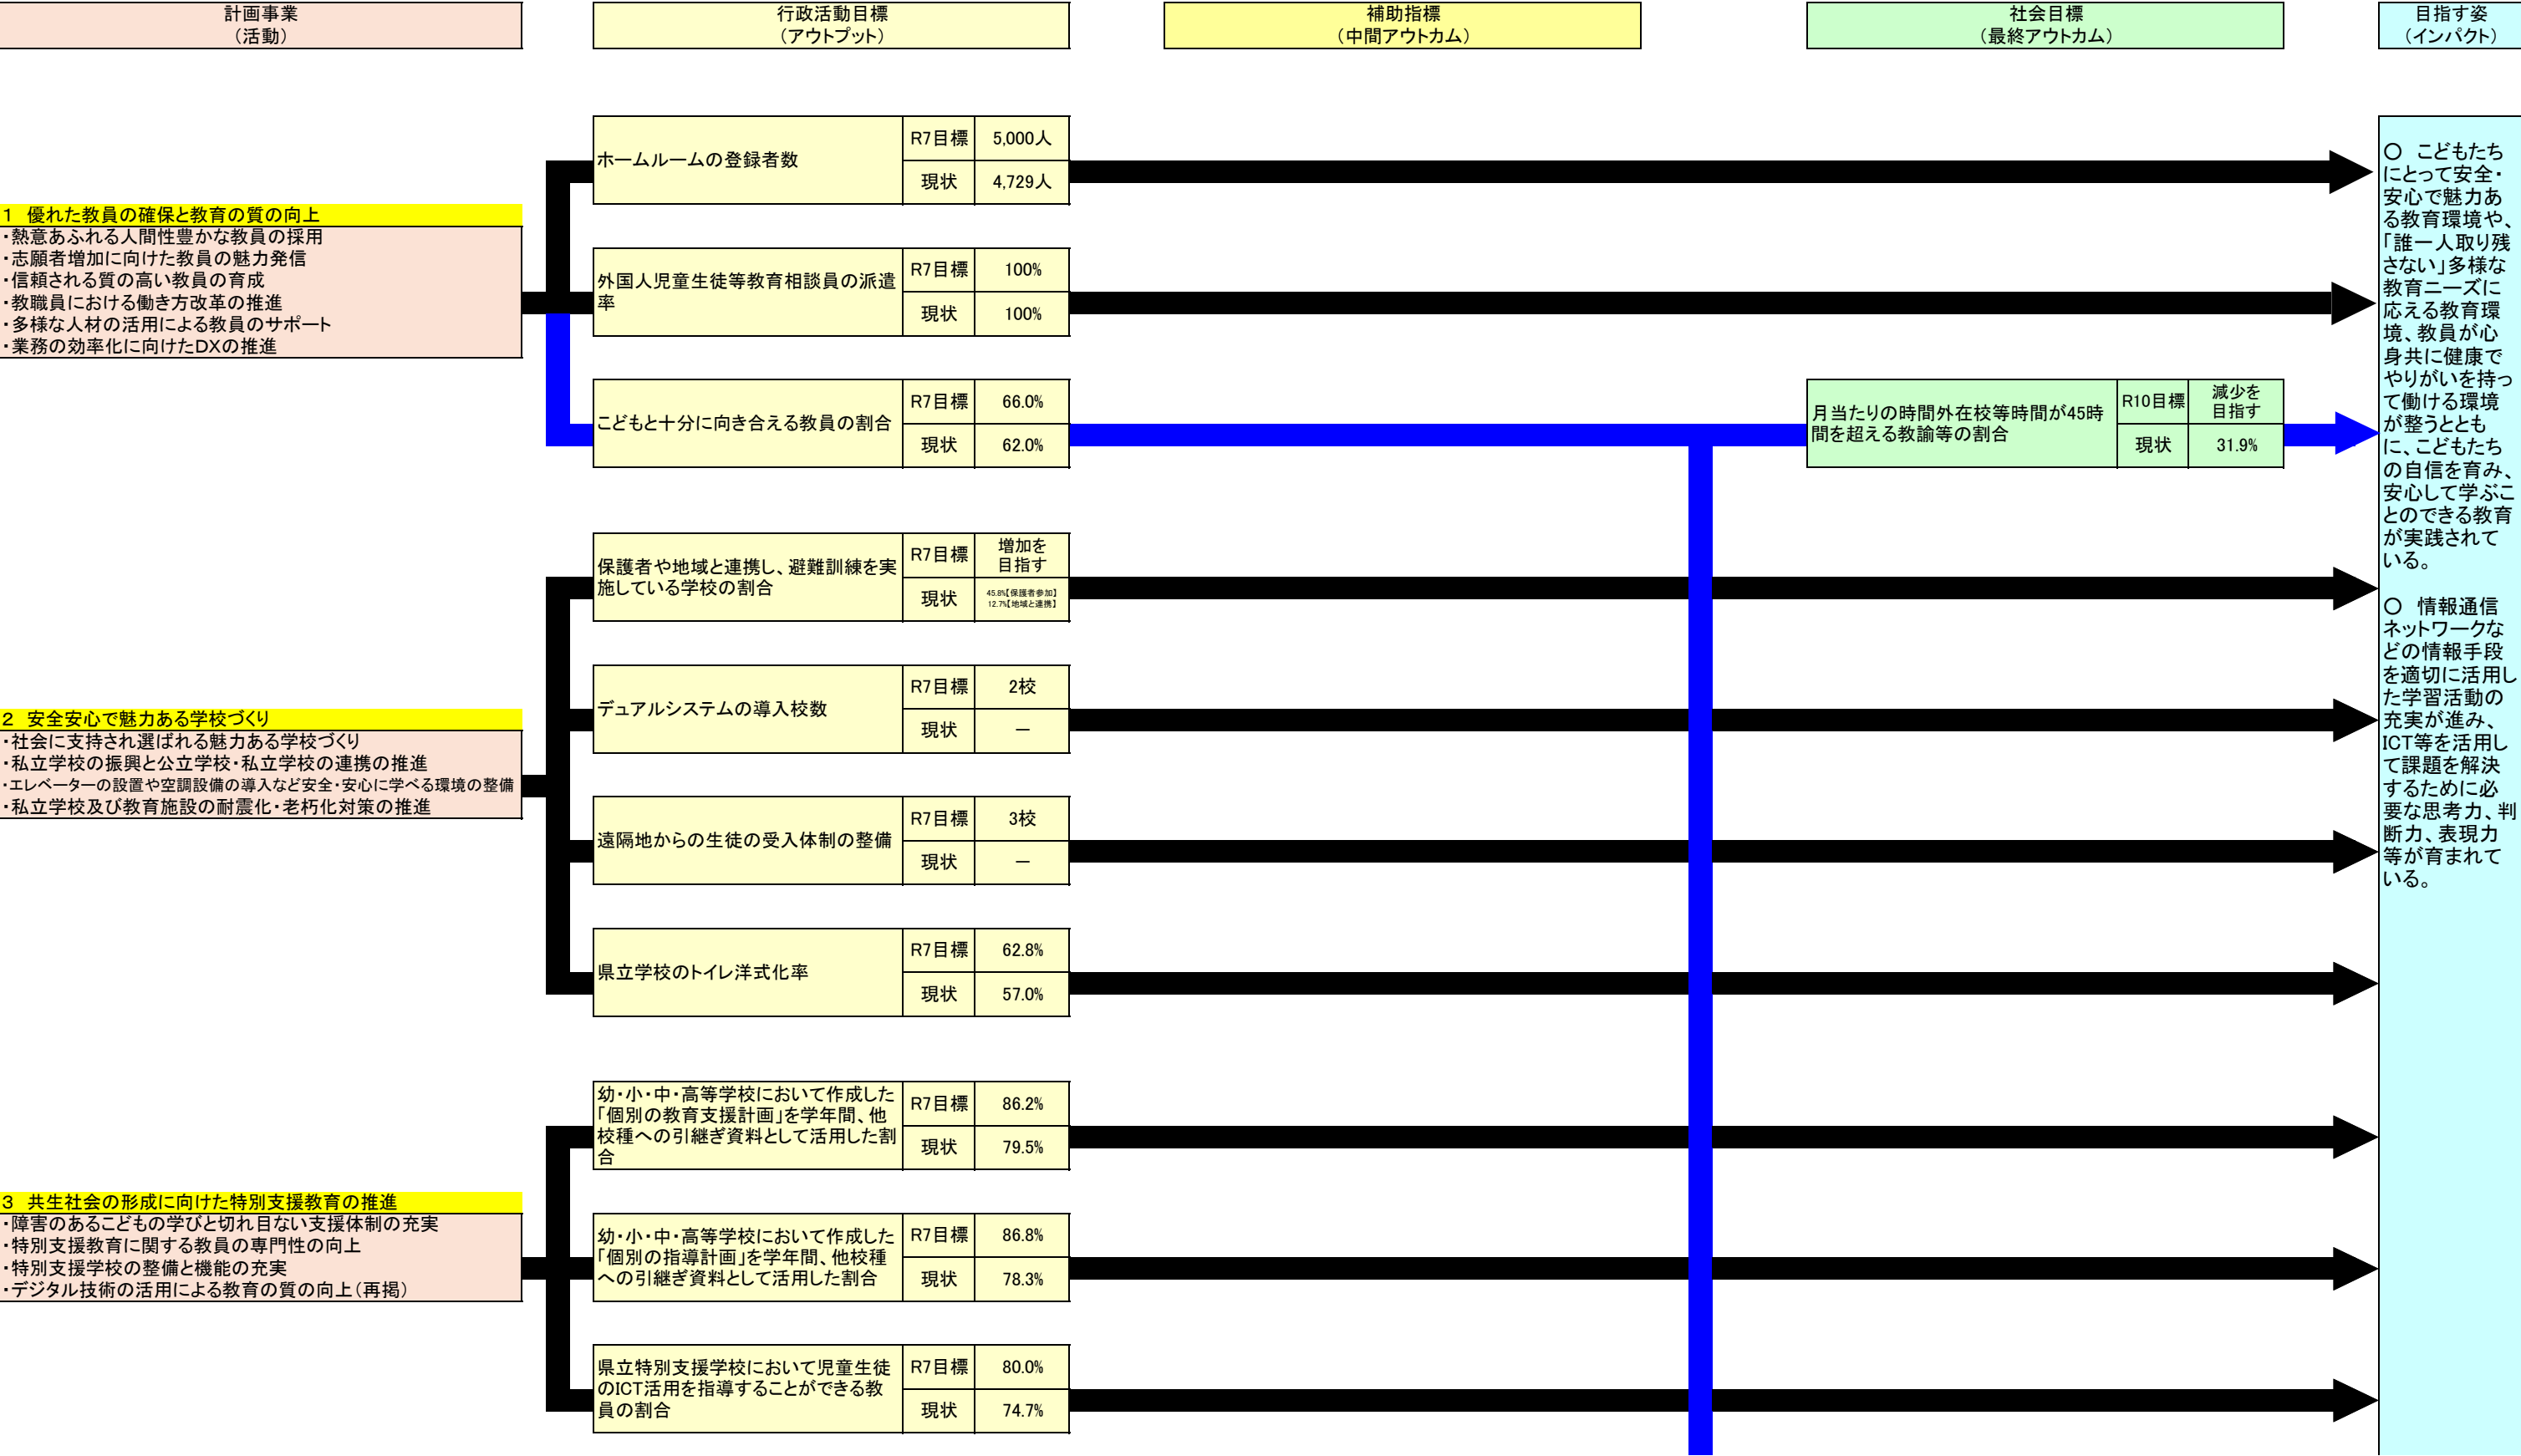 計画事業
(活動)
行政活動目標
(アウトプット)
補助指標
(中間アウトカム)
社会目標
(最終アウトカム)
目指す姿
(インパクト)
1 優れた教員の確保と教育の質の向上
・熱意あふれる人間性豊かな教員の採用
・志願者増加に向けた教員の魅力発信
・信頼される質の高い教員の育成
・教職員における働き方改革の推進
・多様な人材の活用による教員のサポート
・業務の効率化に向けたDXの推進
ホームルームの登録者数
R7目標
5,000人
現状
4,729人
外国人児童生徒等教育相談員の派遣
率
R7目標
100%
現状
100%
こどもと十分に向き合える教員の割合
R7目標
66.0%
現状
62.0%
月当たりの時間外在校等時間が45時
間を超える教諭等の割合
R10目標
減少を
目指す
現状
31.9%
2 安全安心で魅力ある学校づくり
・社会に支持され選ばれる魅力ある学校づくり
・私立学校の振興と公立学校・私立学校の連携の推進
・エレベーターの設置や空調設備の導入など安全・安心に学べる環境の整備
・私立学校及び教育施設の耐震化・老朽化対策の推進
保護者や地域と連携し、避難訓練を実
施している学校の割合
R7目標
増加を
目指す
現状
45.8%【保護者参加】
12.7%【地域と連携】
デュアルシステムの導入校数
R7目標
2校
現状
－
遠隔地からの生徒の受入体制の整備
R7目標
3校
現状
－
県立学校のトイレ洋式化率
R7目標
62.8%
現状
57.0%
3 共生社会の形成に向けた特別支援教育の推進
・障害のあるこどもの学びと切れ目ない支援体制の充実
・特別支援教育に関する教員の専門性の向上
・特別支援学校の整備と機能の充実
・デジタル技術の活用による教育の質の向上(再掲)
幼・小・中・高等学校において作成した
「個別の教育支援計画」を学年間、他
校種への引継ぎ資料として活用した割
合
R7目標
86.2%
現状
79.5%
幼・小・中・高等学校において作成した
「個別の指導計画」を学年間、他校種
への引継ぎ資料として活用した割合
R7目標
86.8%
現状
78.3%
県立特別支援学校において児童生徒
のICT活用を指導することができる教
員の割合
R7目標
80.0%
現状
74.7%
○ こどもたち
にとって安全・
安心で魅力あ
る教育環境や、
「誰一人取り残
さない」多様な
教育ニーズに
応える教育環
境、教員が心
身共に健康で
やりがいを持っ
て働ける環境
が整うととも
に、こどもたち
の自信を育み、
安心して学ぶこ
とのできる教育
が実践されて
いる。
○ 情報通信
ネットワークな
どの情報手段
を適切に活用し
た学習活動の
充実が進み、
ICT等を活用し
て課題を解決
するために必
要な思考力、判
断力、表現力
等が育まれて
いる。